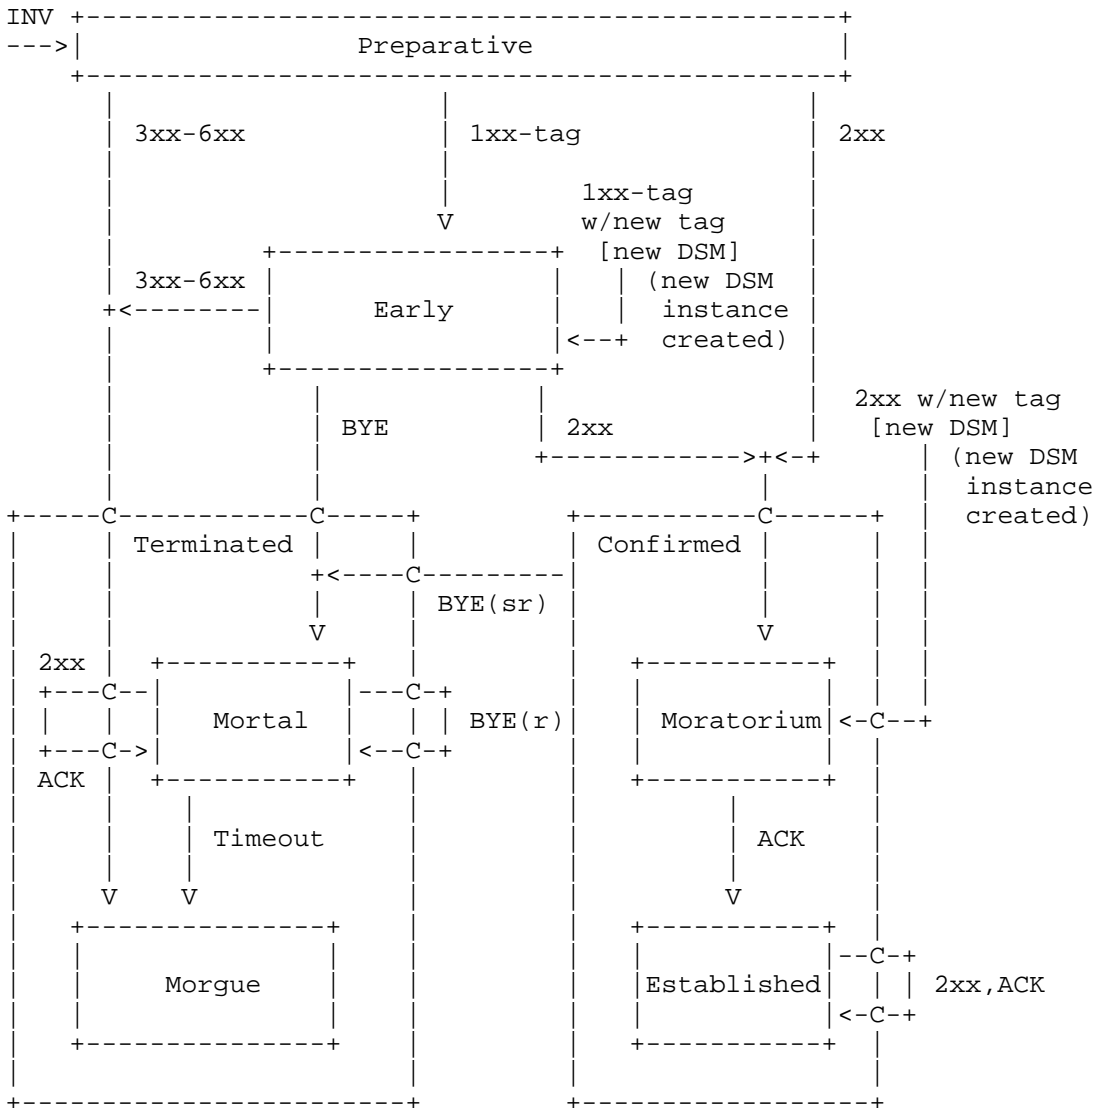 INV
---> Preparative
3xx-6xx 1xx-tag 2xx
1xx-tag
w/new tag
[new DSM]
3xx-6xx (new DSM
Early instance
created)
2xx w/new tag
BYE 2xx [new DSM]
(new DSM
instance
C C C created)
Terminated Confirmed
C
BYE(sr)
V V
2xx
C C
Mortal BYE(r) Moratorium C
C C
ACK
Timeout ACK
V V V
C
Morgue Established 2xx,ACK
C